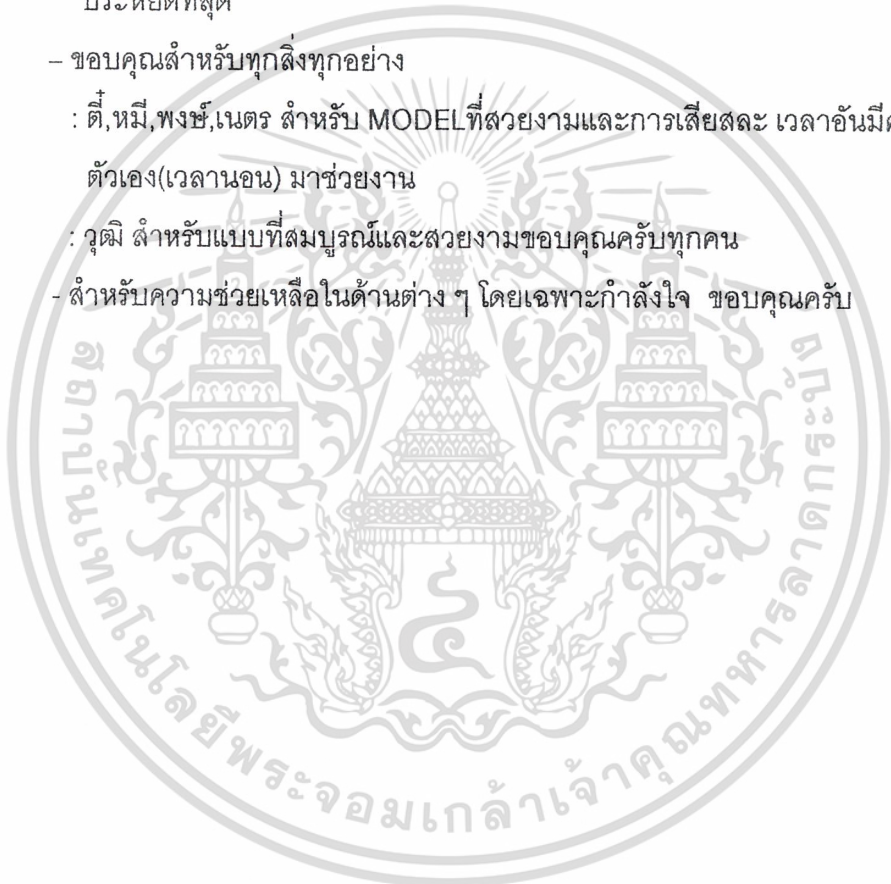 ประหยัดที่สุด
– ขอบคุณสำหรับทุกสิ่งทุกอย่าง
: ตี๋,หมี,พงษ์,เนตร สำหรับ MODELที่สวยงามและการเสียสละ เวลาอันมี
ตัวเอง(เวลานอน) มาช่วยงาน
: วุฒิ สำหรับแบบที่สมบูรณ์และสวยงามขอบคุณครับทุกคน
- สำหรับความช่วยเหลือในด้านต่าง ๆ โดยเฉพาะกำลังใจ ขอบคุณครับ
สถาบันเทคโนโลยีพระจอมเกล้าเจ้าคุณทหารลาดกระบัง